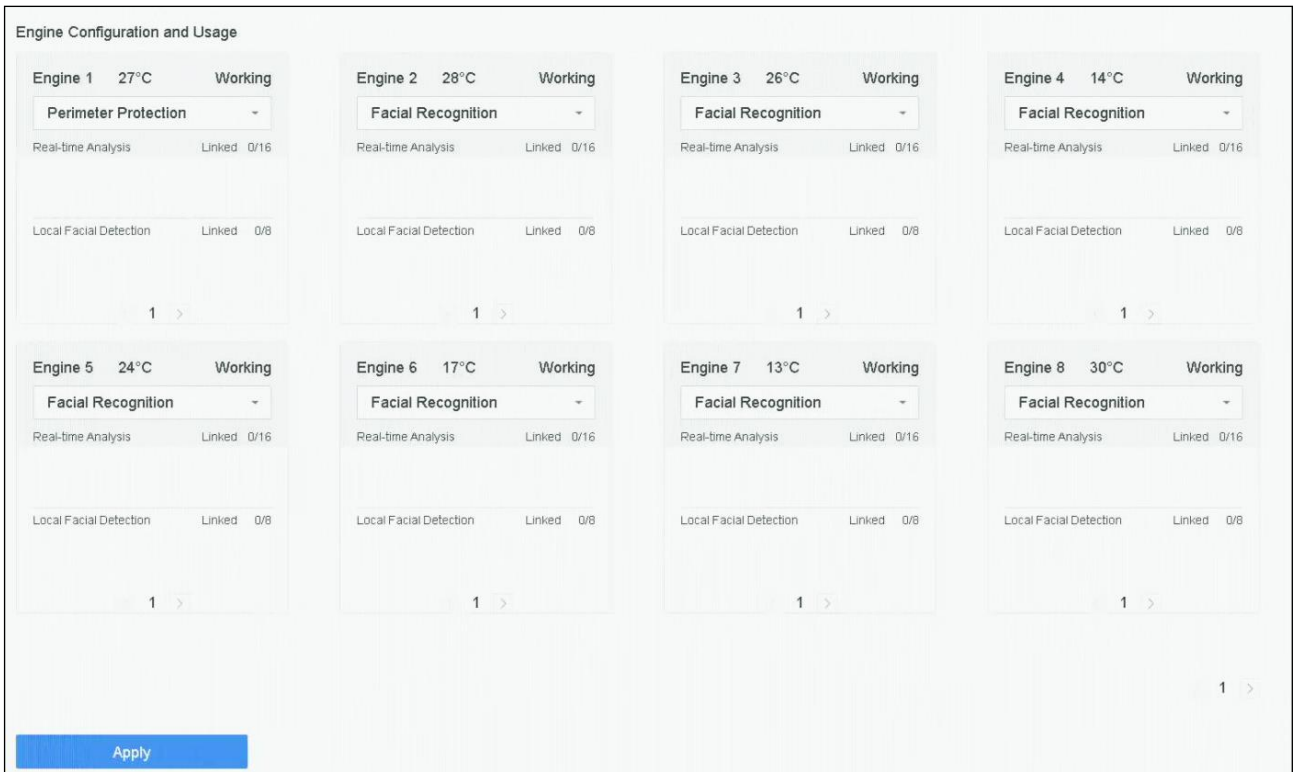 Engine Configuration and Usage
Engine 1 27°C Working
Perimeter Protection
Real-time Analysis Linked 0/16
Local Facial Detection Linked 0/8
1 >
Engine 2 28°C Working
Facial Recognition
Real-time Analysis Linked 0/16
Local Facial Detection Linked 0/8
1 >
Engine 3 26°C Working
Facial Recognition
Real-time Analysis Linked 0/16
Local Facial Detection Linked 0/8
1 >
Engine 4 14°C Working
Facial Recognition
Real-time Analysis Linked 0/16
Local Facial Detection Linked 0/8
1 >
Engine 5 24°C Working
Facial Recognition
Real-time Analysis Linked 0/16
Local Facial Detection Linked 0/8
1 >
Engine 6 17°C Working
Facial Recognition
Real-time Analysis Linked 0/16
Local Facial Detection Linked 0/8
1 >
Engine 7 13°C Working
Facial Recognition
Real-time Analysis Linked 0/16
Local Facial Detection Linked 0/8
1 >
Engine 8 30°C Working
Facial Recognition
Real-time Analysis Linked 0/16
Local Facial Detection Linked 0/8
1 >
1 >
Apply